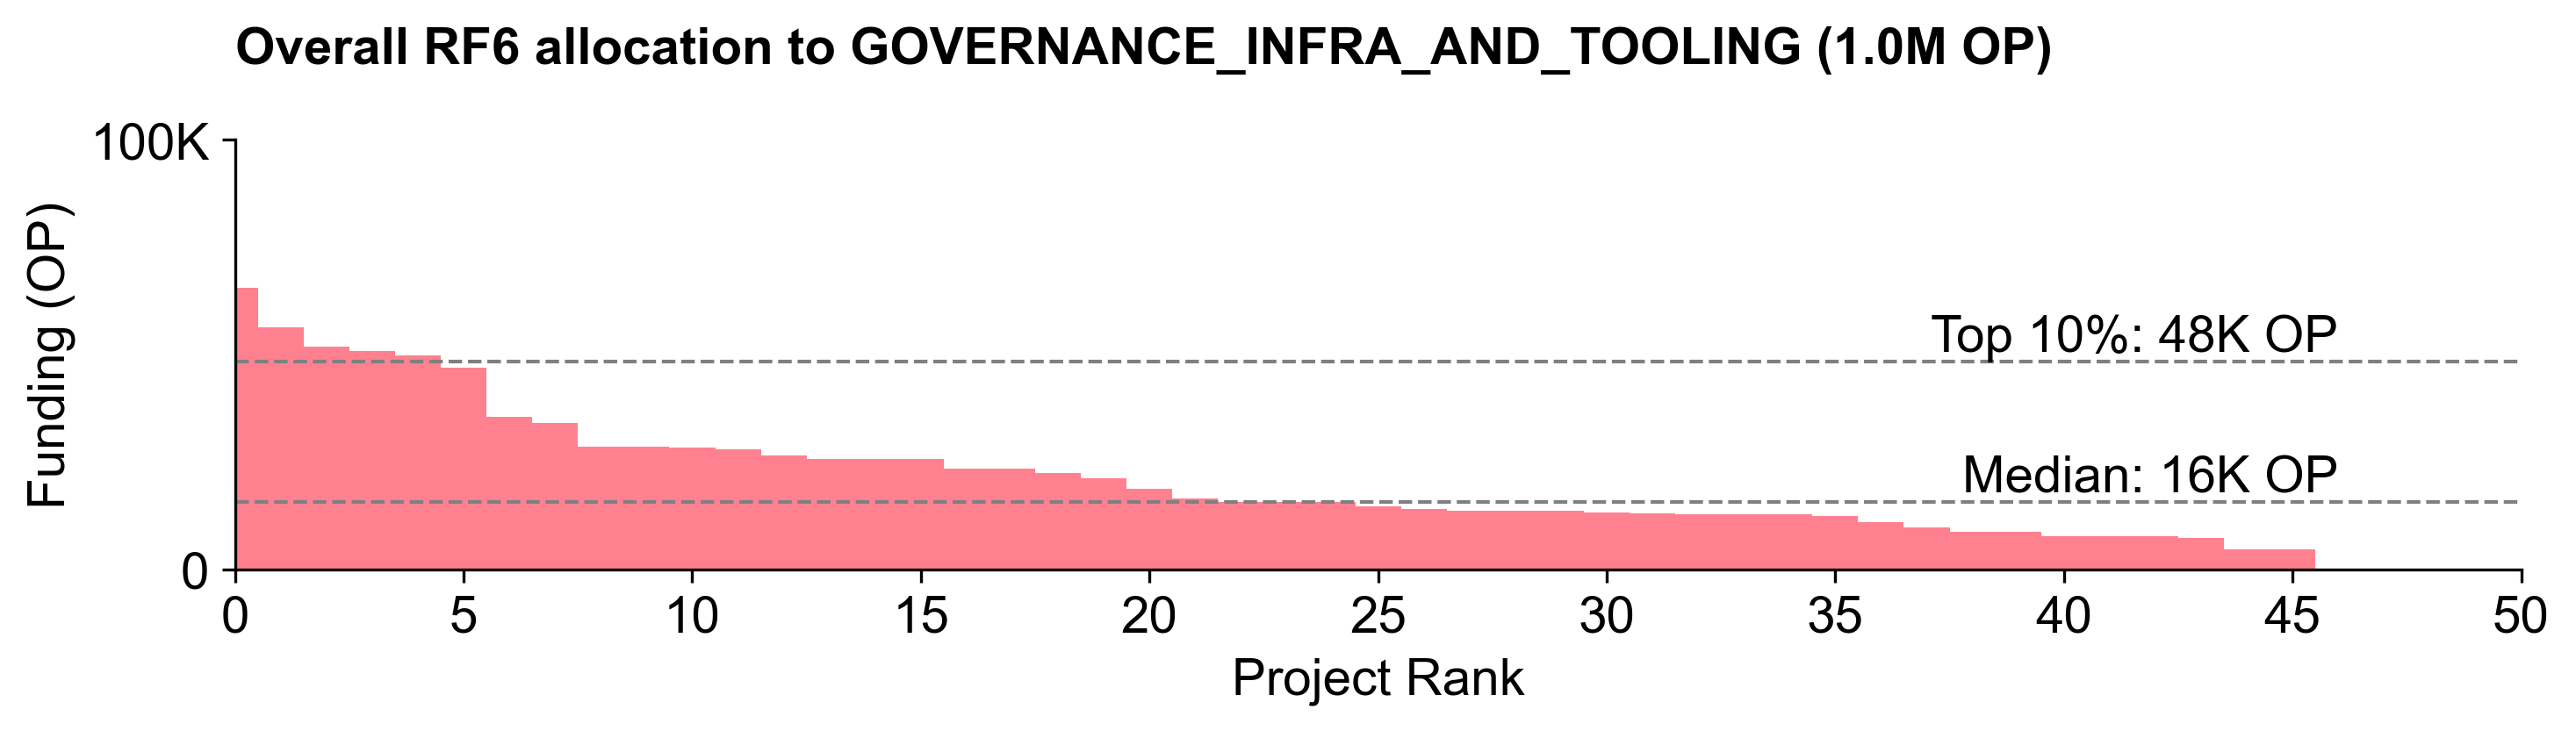 Overall RF6 allocation to GOVERNANCE_INFRA_AND_TOOLING (1.0M OP)
100K
Funding (OP)
Top 10%: 48K OP
Median: 16K OP
0
0 5 10 15 20 25 30 35 40 45 50
Project Rank